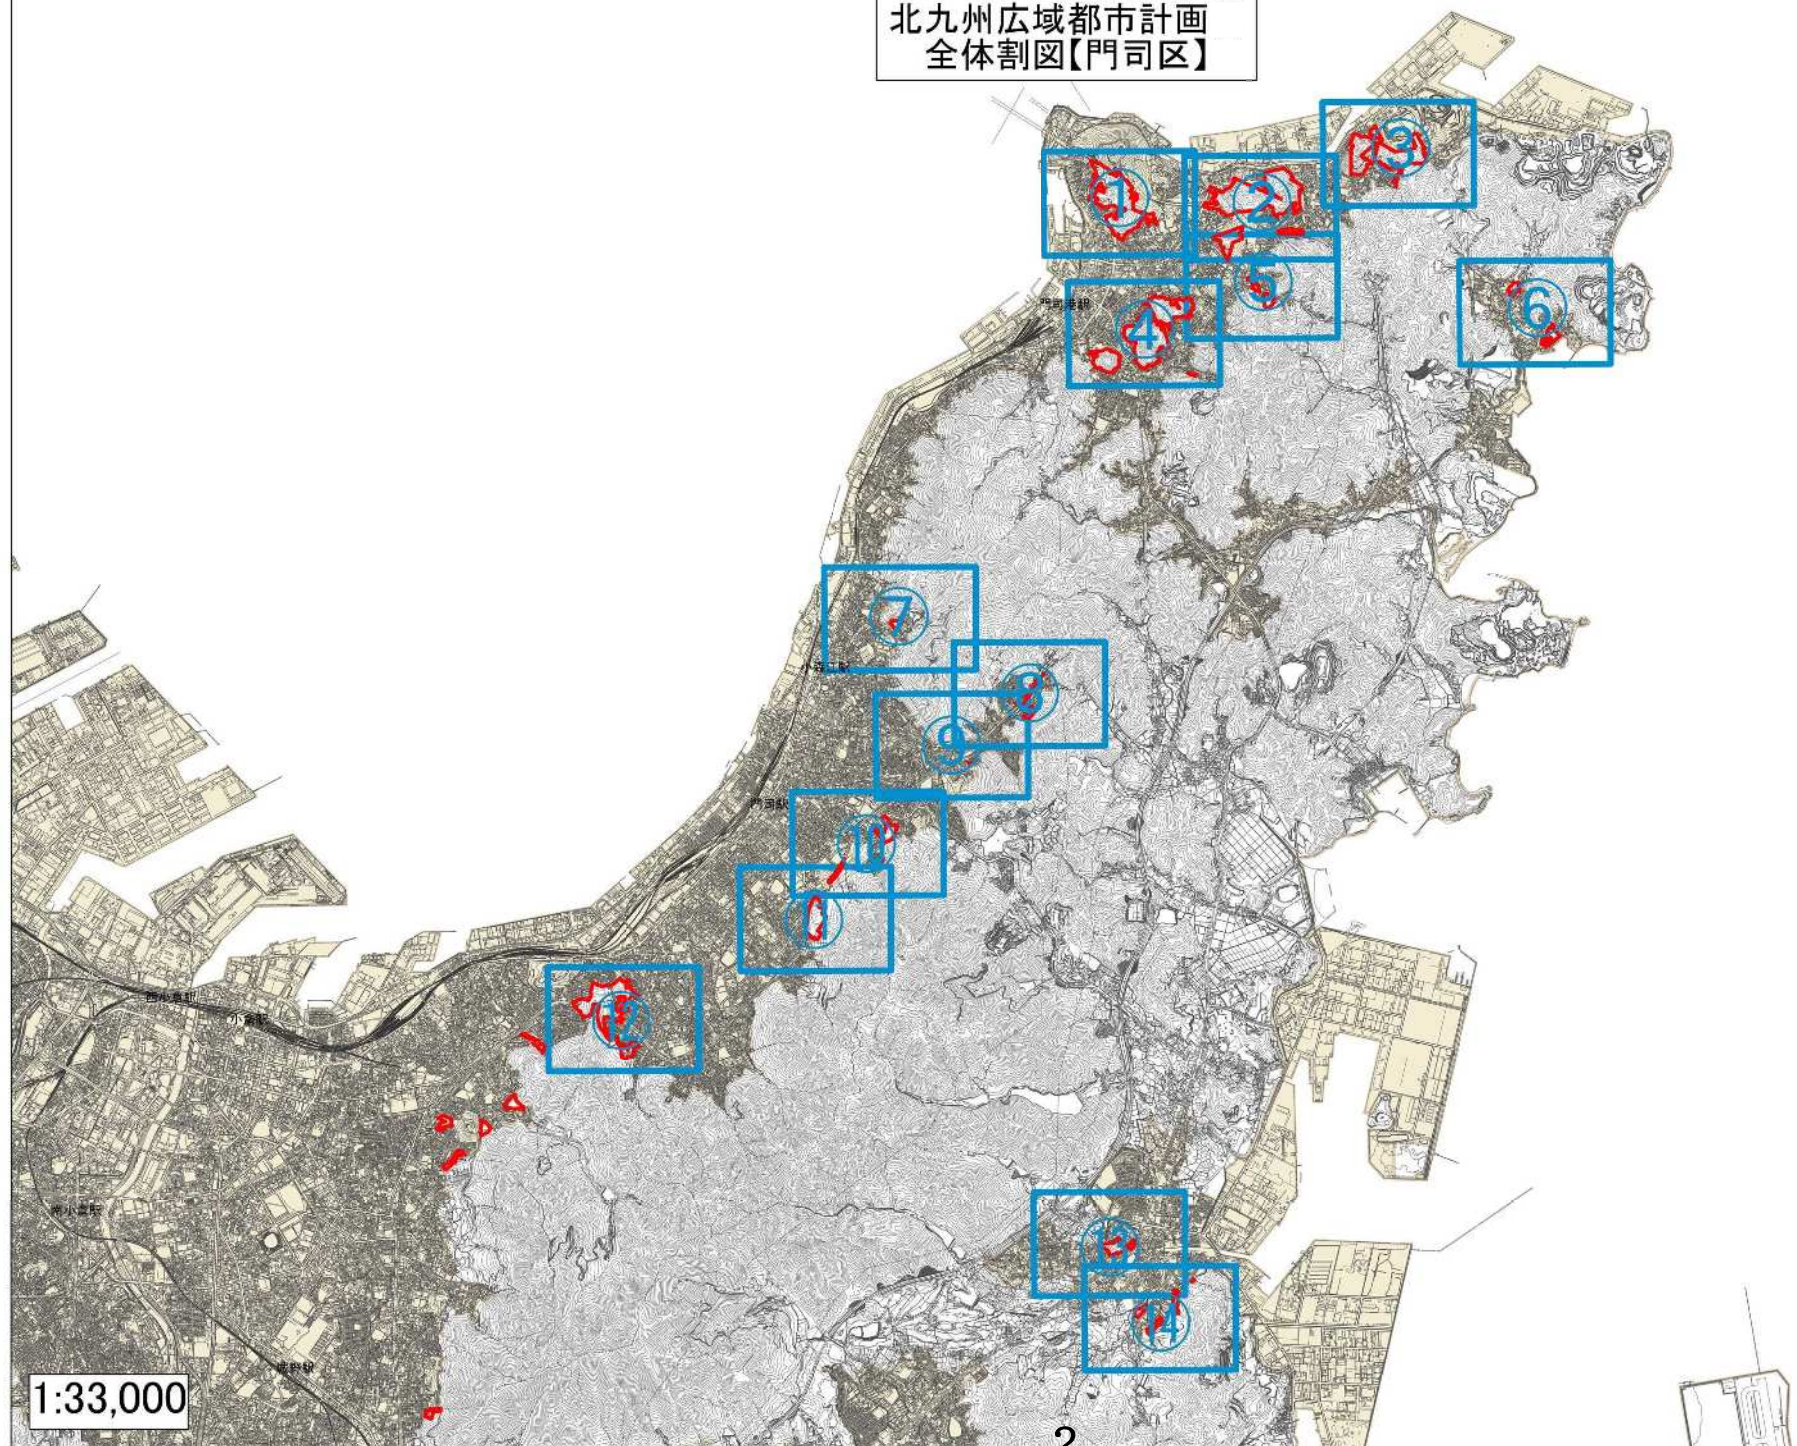 北九州広域都市計画
全体割図【門司区】
③
①
②
⑤
⑥
門司港駅
④
⑦
小森江駅
⑧
⑨
門司駅
⑩
⑪
西小倉駅
小倉駅
⑫
南小倉駅
⑬
⑭
城野駅
1:33,000
2